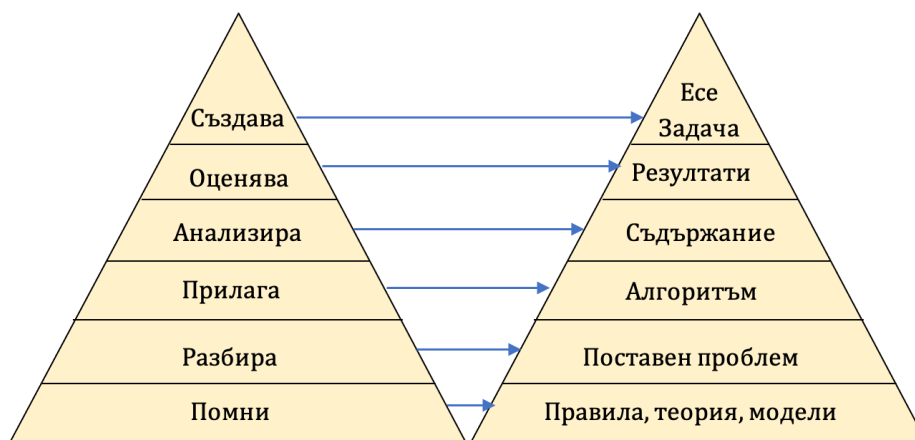 Създава
Есе
Задача
Оценява
Резултати
Анализира
Съдържание
Прилага
Алгоритъм
Разбира
Поставен проблем
Помни
Правила, теория, модели